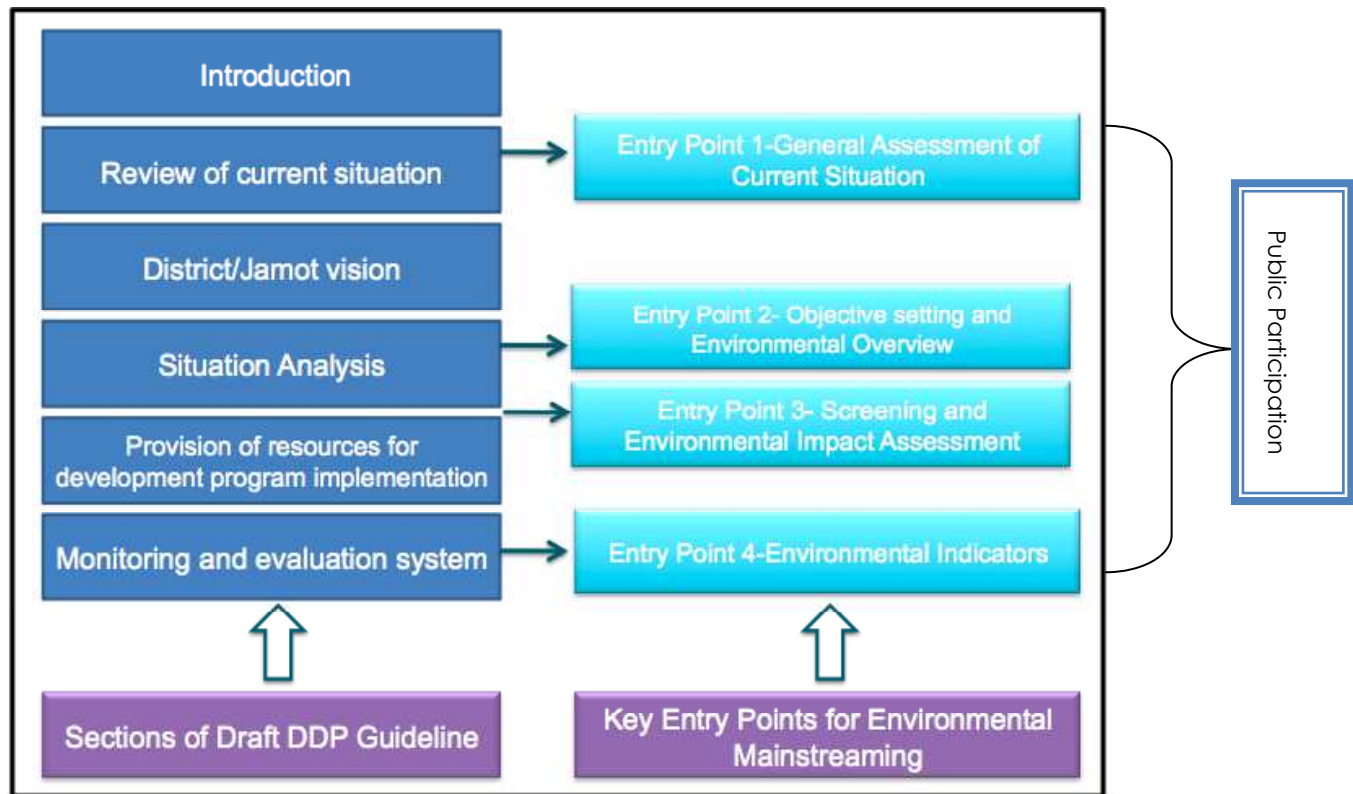 Introduction
Review of current situation
District/Jamot vision
Situation Analysis
Provision of resources for
development program implementation
Monitoring and evaluation system
Sections of Draft DDP Guideline
Entry Point 1-General Assessment of
Current Situation
Entry Point 2- Objective setting and
Environmental Overview
Entry Point 3- Screening and
Environmental Impact Assessment
Entry Point 4-Environmental Indicators
Key Entry Points for Environmental
Mainstreaming
Public Participation